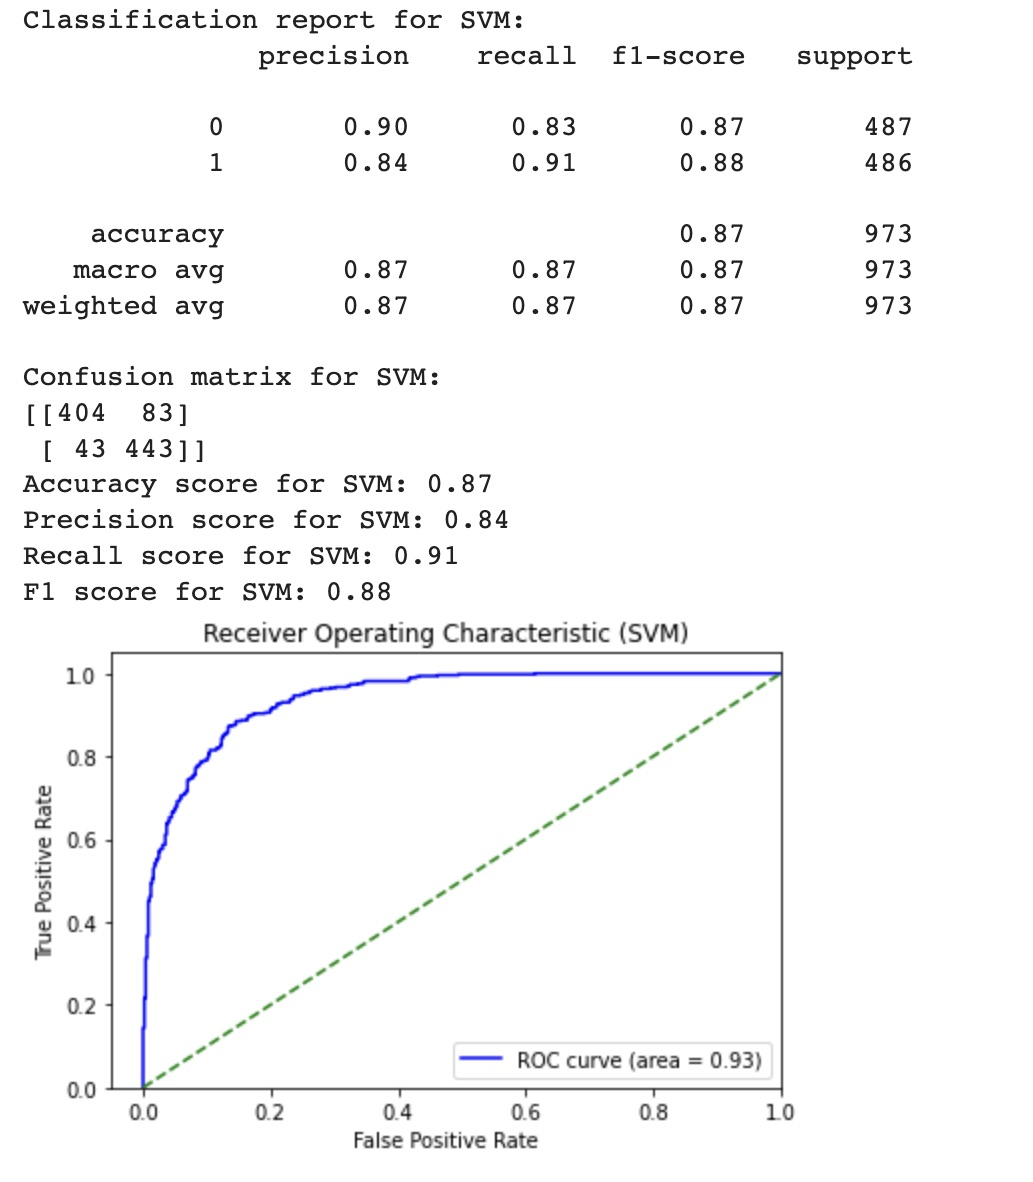 Classification report for SVM:
precision recall f1-score support
0 0.90 0.83 0.87 487
1 0.84 0.91 0.88 486
accuracy 0.87 973
macro avg 0.87 0.87 0.87 973
weighted avg 0.87 0.87 0.87 973
Confusion matrix for SVM:
[[404 83]
[ 43 443]]
Accuracy score for SVM: 0.87
Precision score for SVM: 0.84
Recall score for SVM: 0.91
F1 score for SVM: 0.88
Receiver Operating Characteristic (SVM)
1.0
0.8
0.6
0.4
0.2
0.0
True Positive Rate
ROC curve (area = 0.93)
0.0 0.2 0.4 0.6 0.8 1.0
False Positive Rate